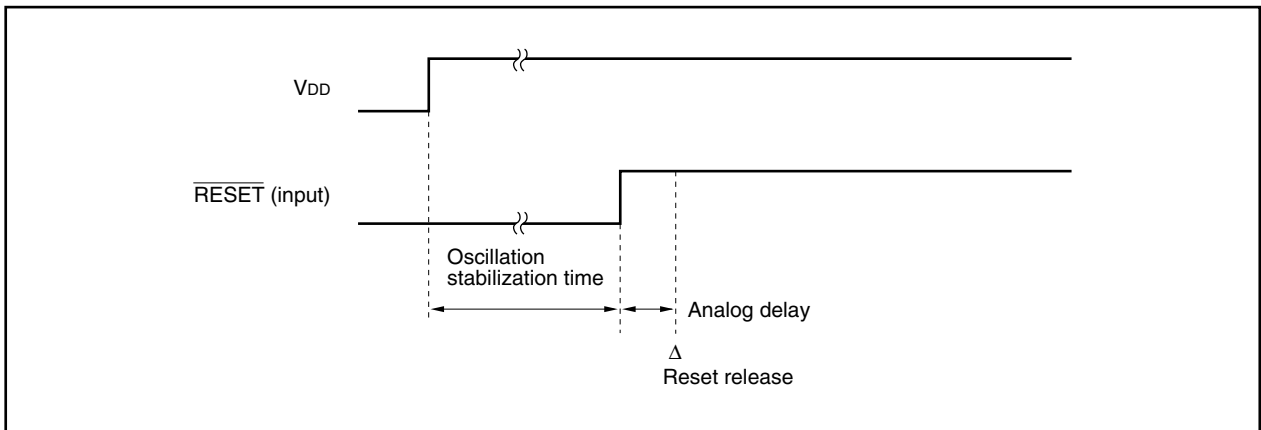 VDD
RESET (input)
Oscillation
stabilization time
Analog delay
Δ
Reset release